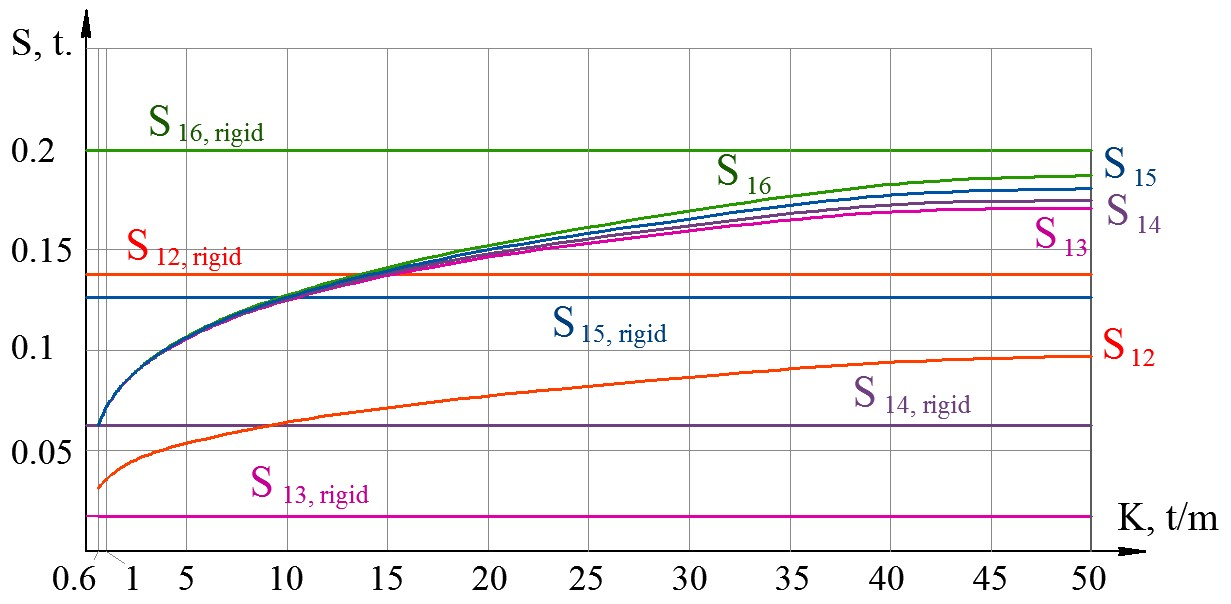 S, t.
S 16, rigid
0.2
S 16
S 15
S 14
S 13
0.15
S 12, rigid
S 15, rigid
0.1
S 12
S 14, rigid
0.05
S 13, rigid
K, t/m
0.6 1 5 10 15 20 25 30 35 40 45 50